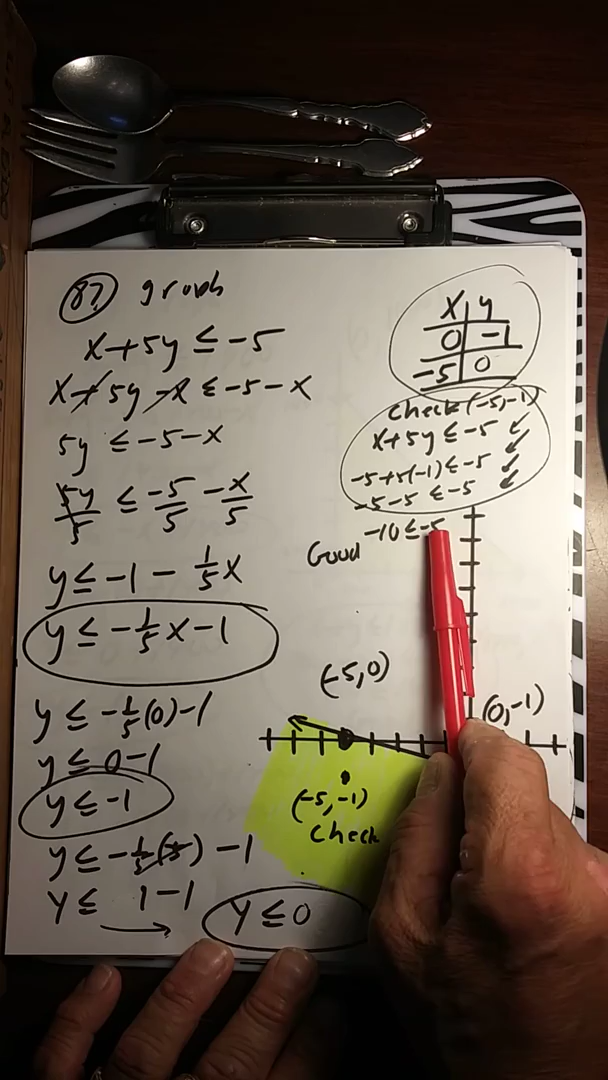 87. graph
x+5y ≤ -5
x+5y-x ≤ -5-x
5y ≤ -5-x
5y/5 ≤ -5/5 - x/5
y ≤ -1 - 1/5x
y ≤ -1/5x-1
y ≤ -1/5(0)-1
y ≤ 0-1
y ≤ -1
y ≤ -1/5(-5)-1
y ≤ 1-1
y ≤ 0
x y
0 -1
-5 0
check (-5,-1)
x+5y ≤ -5 ✓
-5+5(-1) ≤ -5 ✓
-5-5 ≤ -5 ✓
-10 ≤ -5
Good
(-5,0)
(0,-1)
(-5,-1)
check